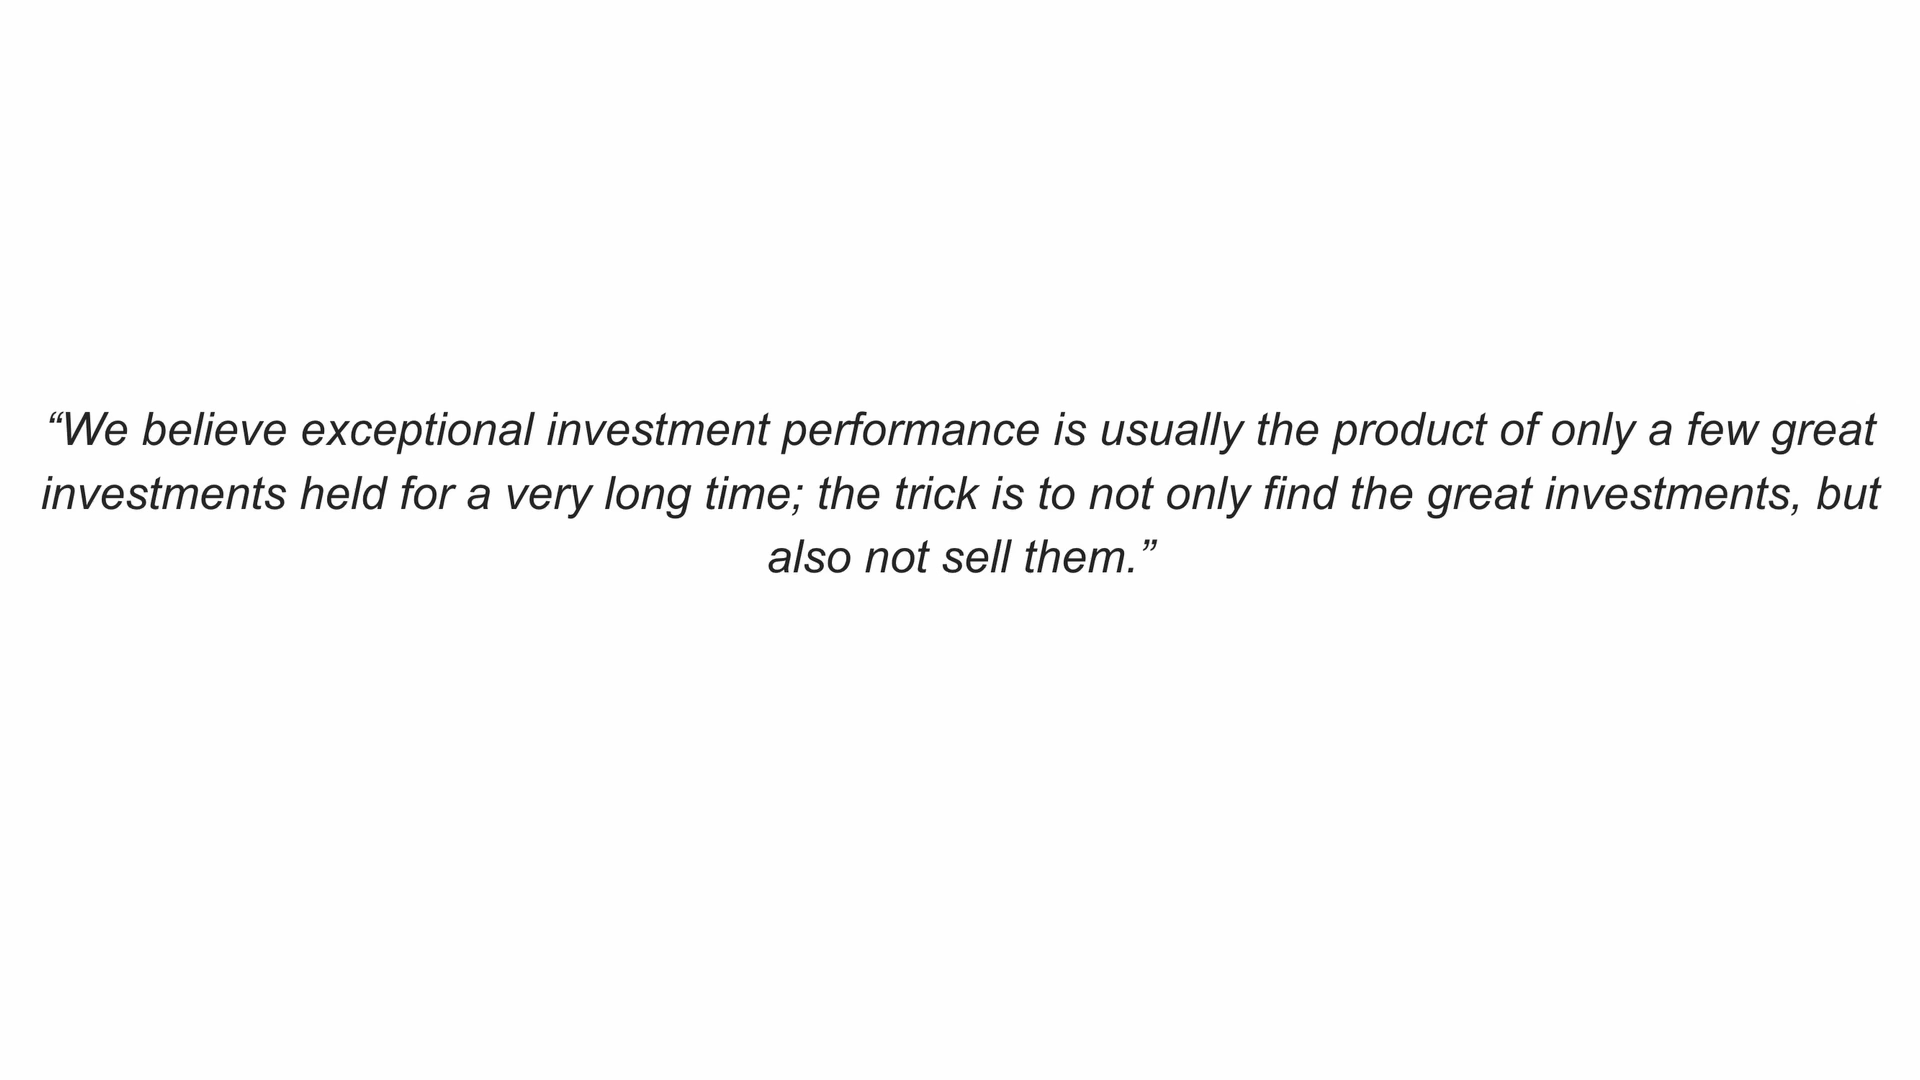 “We believe exceptional investment performance is usually the product of only a few great
investments held for a very long time; the trick is to not only find the great investments, but
also not sell them.”